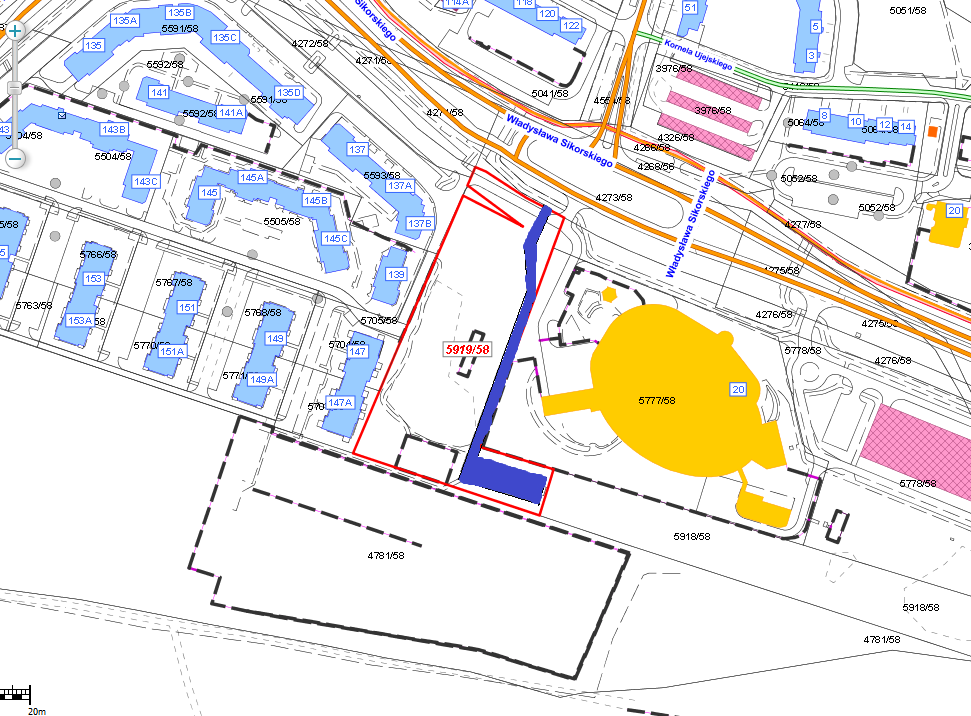 135B
114A
118
51
5051/58
135A
120
122
5
5591/58
135C
Sikorskiego
135
4272/58
Kornela Ujejskiego
3
4271/58
5592/58
3976/58
141
135D
5041/58
5592/58
141A
3976/58
8
5064/58
10
12
14
143B
Władysława Sikorskiego
4326/58
4266/58
137
5504/58
4268/58
145A
5593/58
5052/58
143C
137A
145
145B
4273/58
5052/58
20
5505/58
137B
4277/58
145C
Władysława Sikorskiego
5766/58
139
4275/58
153
5767/58
5763/58
151
5768/58
4276/58
153A
5705/58
149
147
5919/58
5778/58
151A
4276/58
149A
20
147A
5777/58
5778/58
5918/58
4781/58
5918/58
4781/58
20m